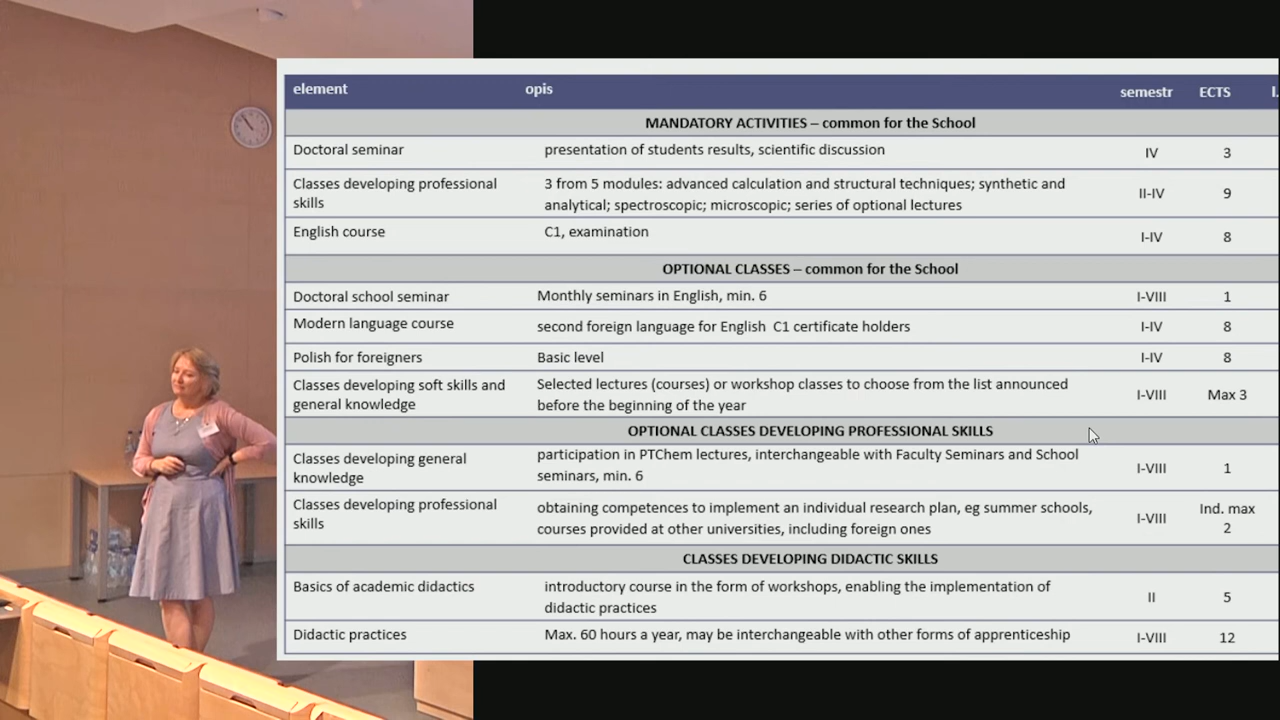 element opis semestr ECTS
MANDATORY ACTIVITIES – common for the School
Doctoral seminar presentation of students results, scientific discussion IV 3
Classes developing professional skills 3 from 5 modules: advanced calculation and structural techniques; synthetic and analytical; spectroscopic; microscopic; series of optional lectures II-IV 9
English course C1, examination I-IV 8
OPTIONAL CLASSES – common for the School
Doctoral school seminar Monthly seminars in English, min. 6 I-VIII 1
Modern language course second foreign language for English C1 certificate holders I-IV 8
Polish for foreigners Basic level I-IV 8
Classes developing soft skills and general knowledge Selected lectures (courses) or workshop classes to choose from the list announced before the beginning of the year I-VIII Max 3
OPTIONAL CLASSES DEVELOPING PROFESSIONAL SKILLS
Classes developing general knowledge participation in PTChem lectures, interchangeable with Faculty Seminars and School seminars, min. 6 I-VIII 1
Classes developing professional skills obtaining competences to implement an individual research plan, eg summer schools, courses provided at other universities, including foreign ones I-VIII Ind. max 2
CLASSES DEVELOPING DIDACTIC SKILLS
Basics of academic didactics introductory course in the form of workshops, enabling the implementation of didactic practices II 5
Didactic practices Max. 60 hours a year, may be interchangeable with other forms of apprenticeship I-VIII 12